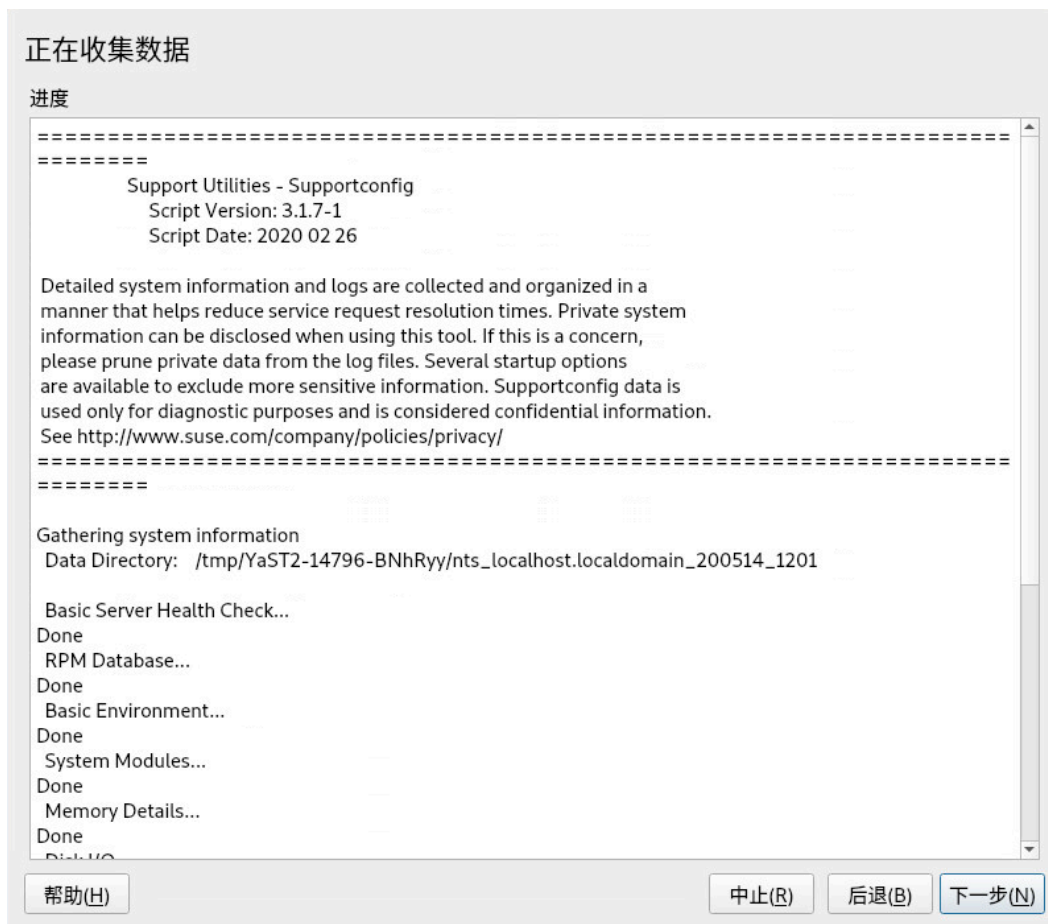 正在收集数据
进度
=====================================================================
========
Support Utilities - Supportconfig
Script Version: 3.1.7-1
Script Date: 2020 02 26
Detailed system information and logs are collected and organized in a
manner that helps reduce service request resolution times. Private system
information can be disclosed when using this tool. If this is a concern,
please prune private data from the log files. Several startup options
are available to exclude more sensitive information. Supportconfig data is
used only for diagnostic purposes and is considered confidential information.
See http://www.suse.com/company/policies/privacy/
=====================================================================
========
Gathering system information
Data Directory: /tmp/YaST2-14796-BNhRyy/nts_localhost.localdomain_200514_1201
Basic Server Health Check...
Done
RPM Database...
Done
Basic Environment...
Done
System Modules...
Done
Memory Details...
Done
帮助(H)
中止(R)
后退(B)
下一步(N)